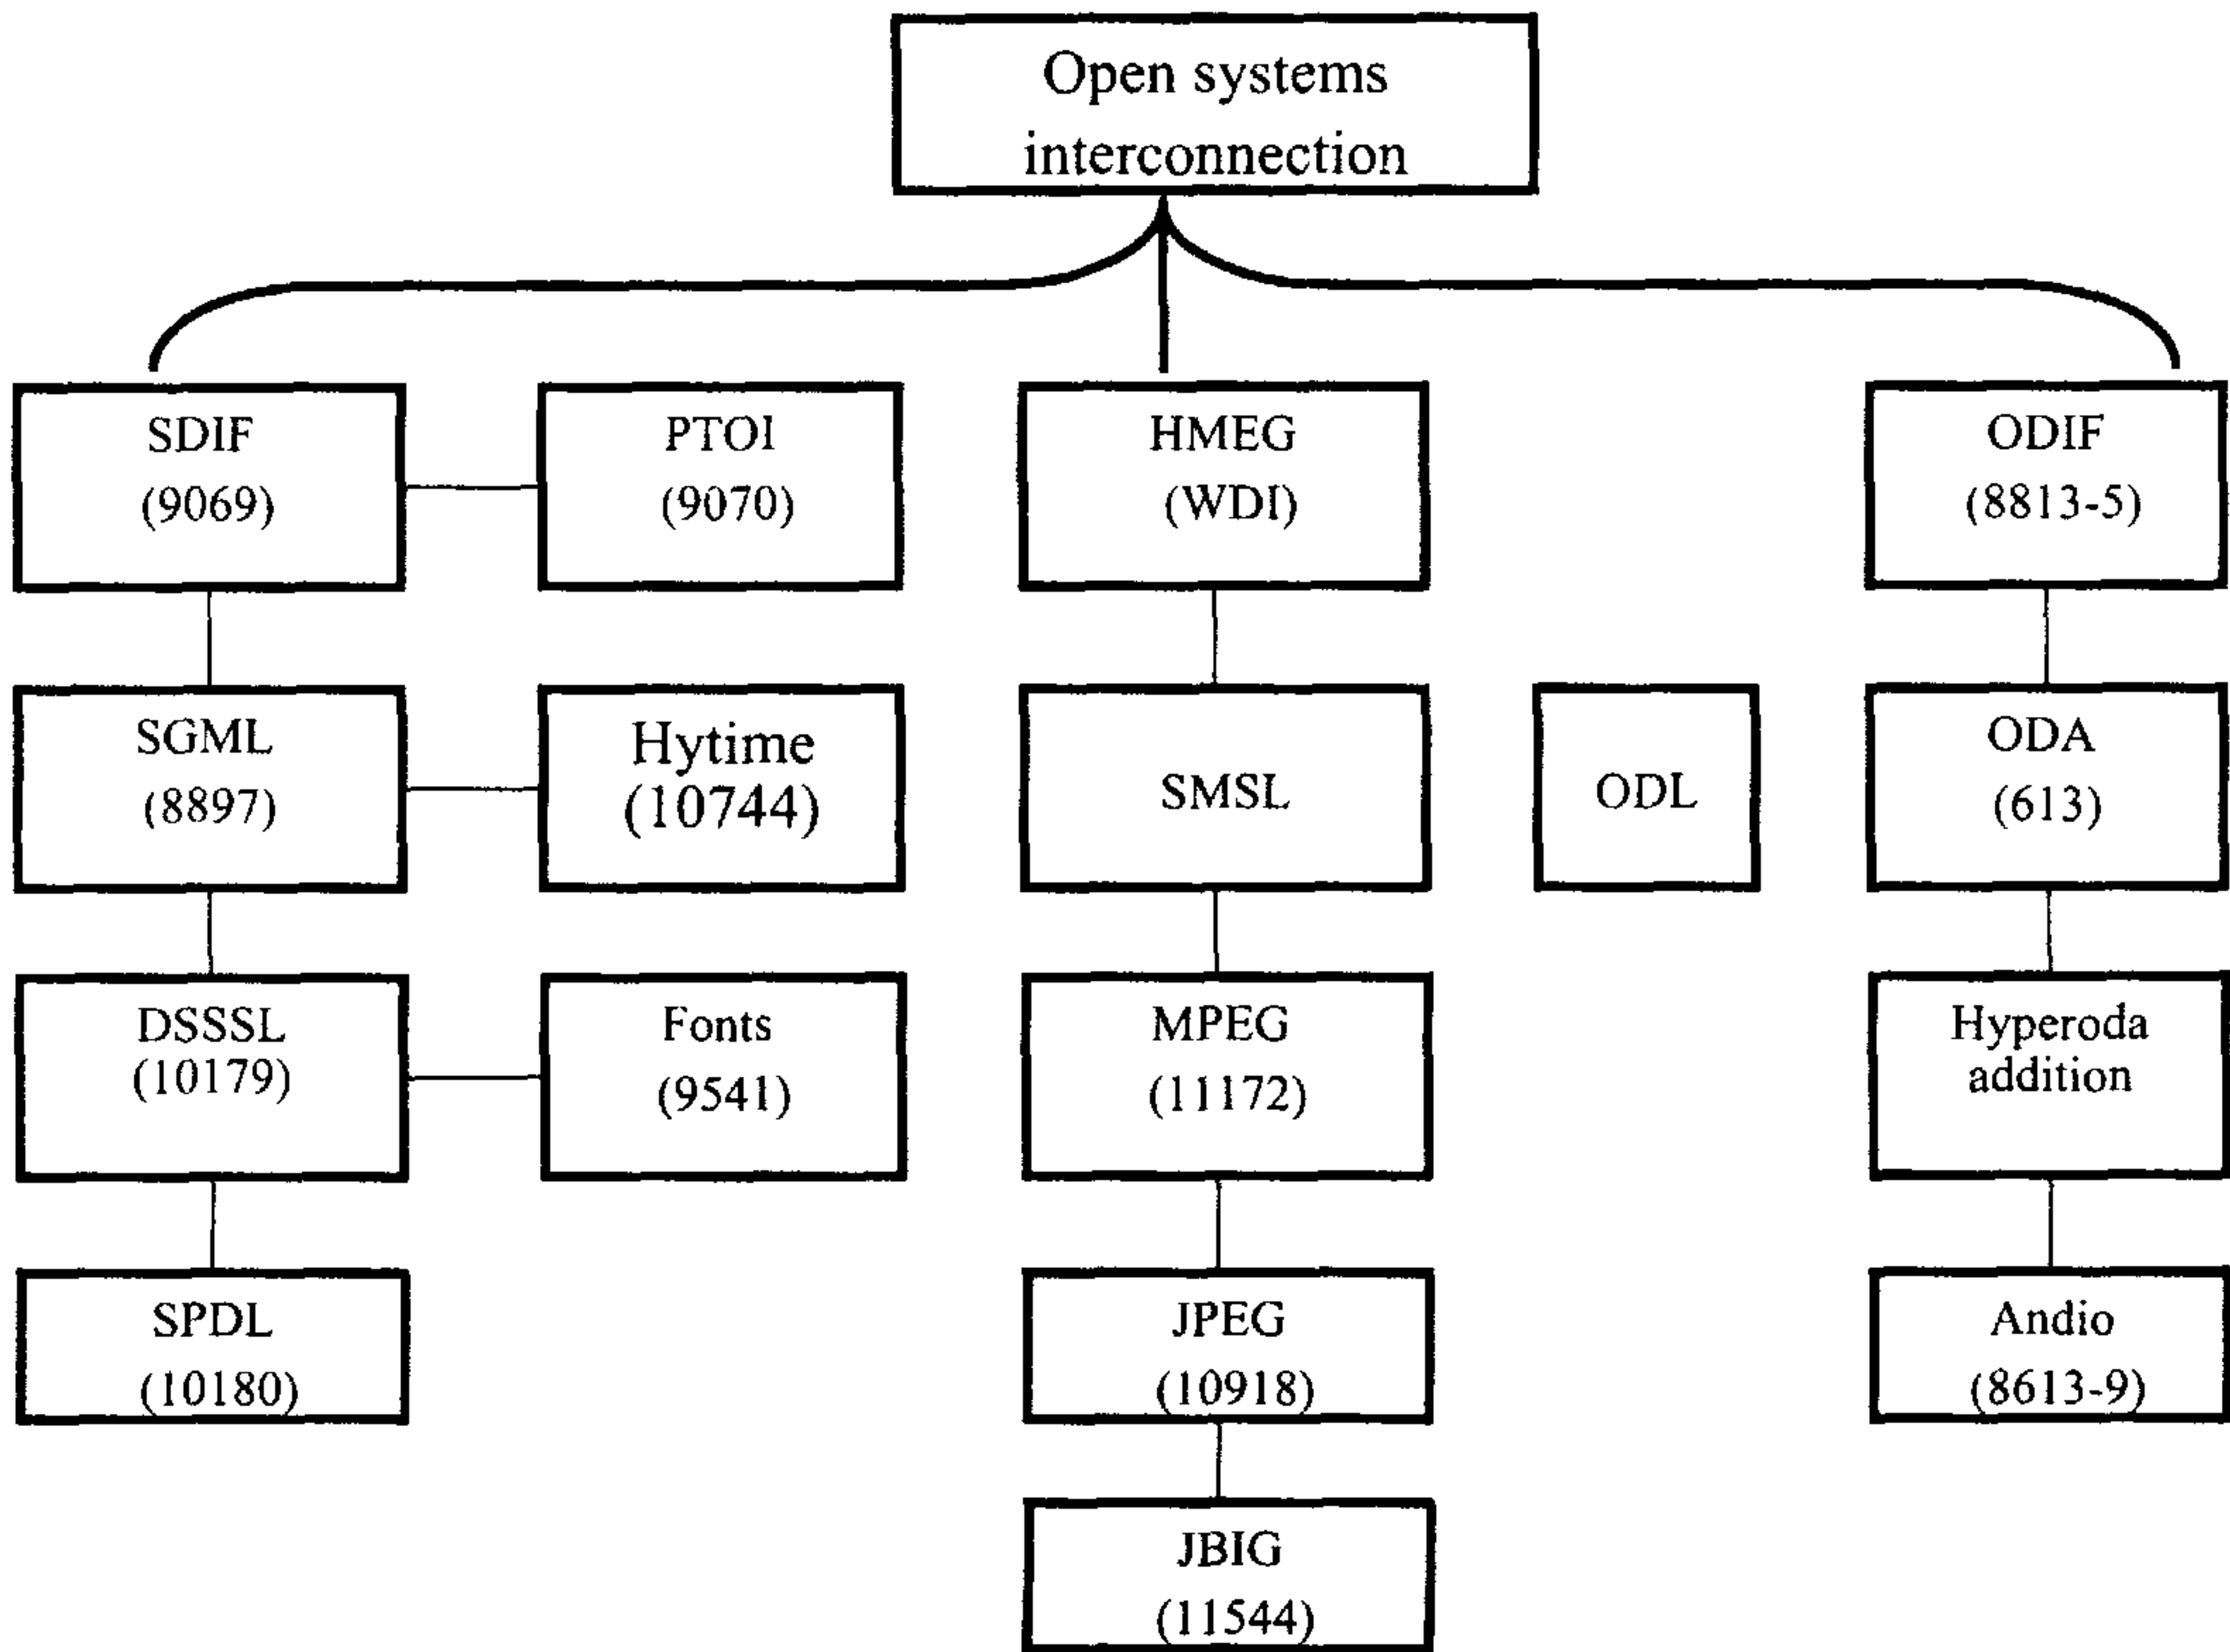 Open systems
interconnection
SDIF
(9069)
PTOI
(9070)
HMEG
(WDI)
ODIF
(8813-5)
SGML
(8897)
Hytime
(10744)
SMSL
ODL
ODA
(613)
DSSSL
(10179)
Fonts
(9541)
MPEG
(11172)
Hyperoda
addition
SPDL
(10180)
JPEG
(10918)
Andio
(8613-9)
JBIG
(11544)